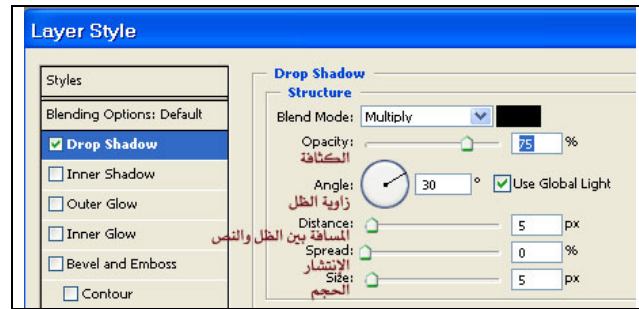 Layer Style
Styles
Blending Options: Default
Drop Shadow
Inner Shadow
Outer Glow
Inner Glow
Bevel and Emboss
Contour
Drop Shadow
Structure
Blend Mode: Multiply
Opacity: 75 %
الكثافة
Angle: 30 ° Use Global Light
زاوية الظل
Distance: 5 px
المسافة بين الظل والنص
Spread: 0 %
الإنتشار
Size: 5 px
الحجم